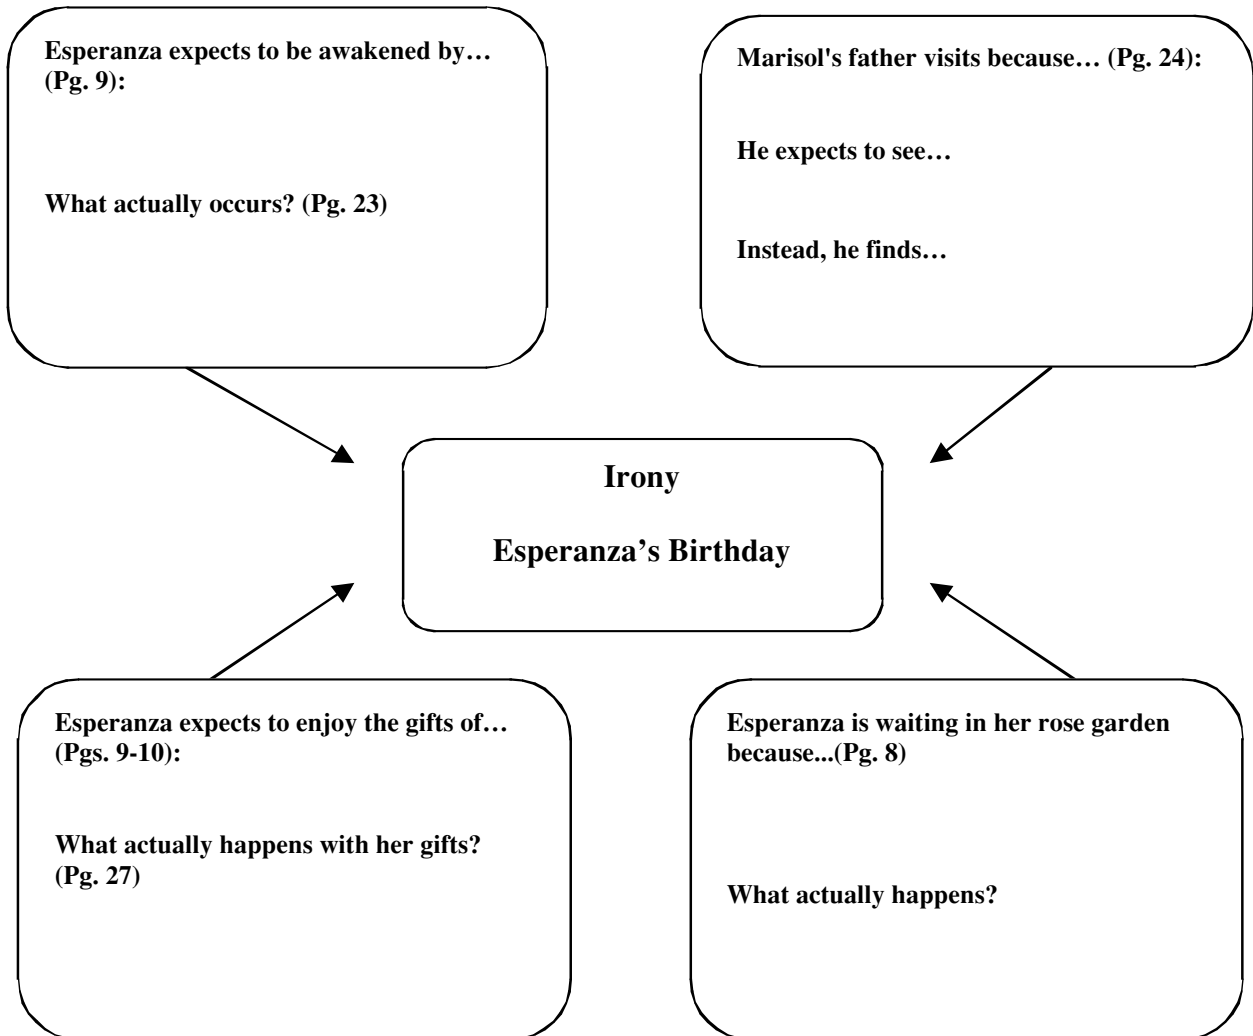 Esperanza expects to be awakened by…
(Pg. 9):
What actually occurs? (Pg. 23)
Marisol's father visits because… (Pg. 24):
He expects to see…
Instead, he finds…
Irony
Esperanza’s Birthday
Esperanza expects to enjoy the gifts of…
(Pgs. 9-10):
What actually happens with her gifts?
(Pg. 27)
Esperanza is waiting in her rose garden
because...(Pg. 8)
What actually happens?